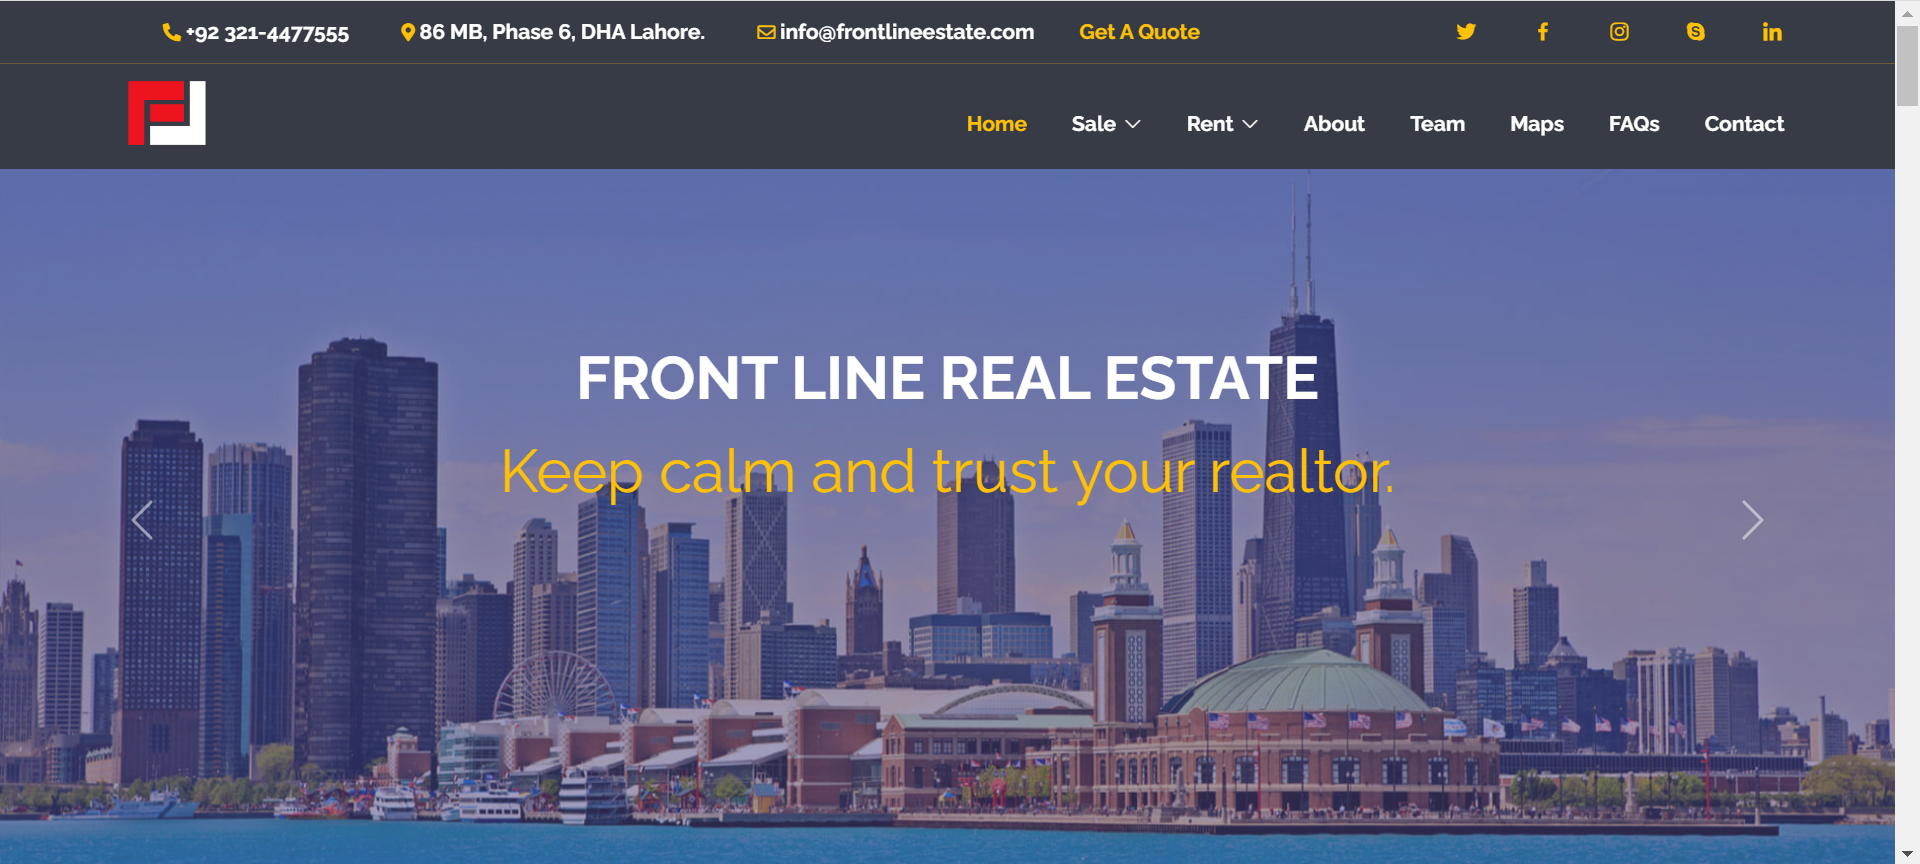 +92 321-4477555
86 MB, Phase 6, DHA Lahore.
info@frontlineestate.com
Get A Quote
Home
Sale
Rent
About
Team
Maps
FAQs
Contact
FRONT LINE REAL ESTATE
Keep calm and trust your realtor.